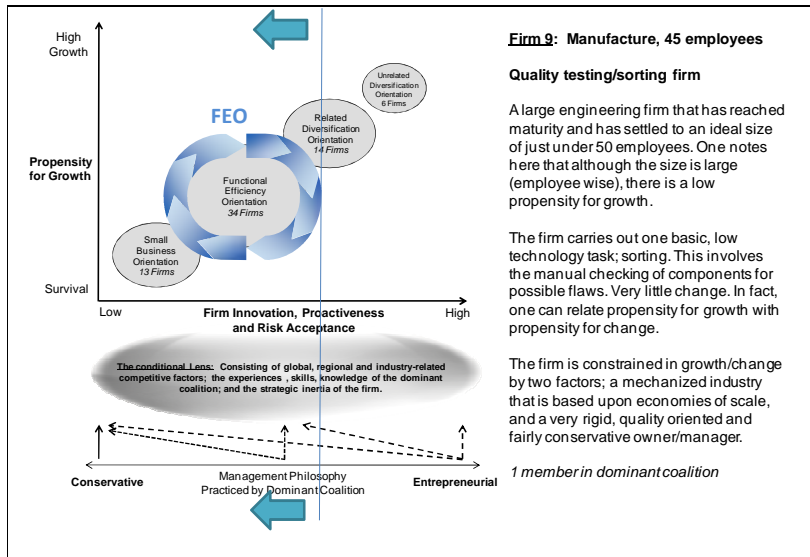 High
Growth
Propensity
for Growth
Survival
FEO
Unrelated
Diversification
Orientation
6 Firms
Related
Diversification
Orientation
14 Firms
Functional
Efficiency
Orientation
34 Firms
Small
Business
Orientation
13 Firms
Low
Firm Innovation, Proactiveness
and Risk Acceptance
High
The conditional Lens: Consisting of global, regional and industry-related
competitive factors; the experiences , skills, knowledge of the dominant
coalition; and the strategic inertia of the firm.
Conservative
Management Philosophy
Practiced by Dominant Coalition
Entrepreneurial
Firm 9: Manufacture, 45 employees
Quality testing/sorting firm
A large engineering firm that has reached
maturity and has settled to an ideal size
of just under 50 employees. One notes
here that although the size is large
(employee wise), there is a low
propensity for growth.
The firm carries out one basic, low
technology task; sorting. This involves
the manual checking of components for
possible flaws. Very little change. In fact,
one can relate propensity for growth with
propensity for change.
The firm is constrained in growth/change
by two factors; a mechanized industry
that is based upon economies of scale,
and a very rigid, quality oriented and
fairly conservative owner/manager.
1 member in dominant coalition